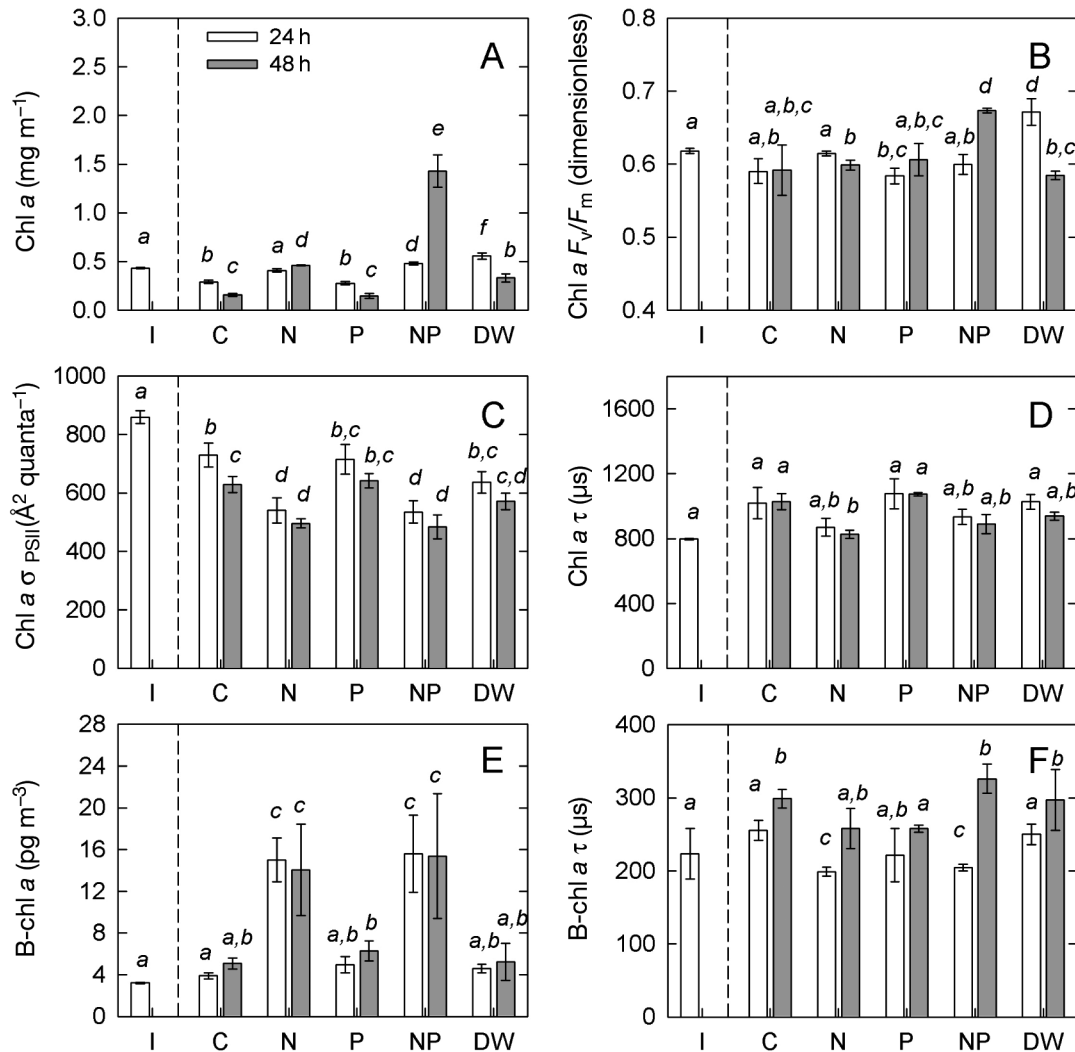 A
24 h
48 h
Chl a (mg m⁻¹)
3.0
2.5
2.0
1.5
1.0
0.5
0.0
a b c a d b c d e f b
I C N P NP DW
B
Chl a Fv/Fm (dimensionless)
0.8
0.7
0.6
0.5
0.4
a a,b a,b,c a b b,c a,b,c a,b d d b,c
I C N P NP DW
C
Chl a σ PSII (Å² quanta⁻¹)
1000
800
600
400
200
0
a b c d d b,c b,c d d b,c c,d
I C N P NP DW
D
Chl a τ (µs)
1600
1200
800
400
0
a a a a,b b a a a,b a,b a a,b
I C N P NP DW
E
B-chl a (pg m⁻³)
28
24
20
16
12
8
4
0
a a a,b c c a,b b c c a,b a,b
I C N P NP DW
F
B-chl a τ (µs)
400
300
200
100
0
a a b c a,b a,b a c b a b
I C N P NP DW